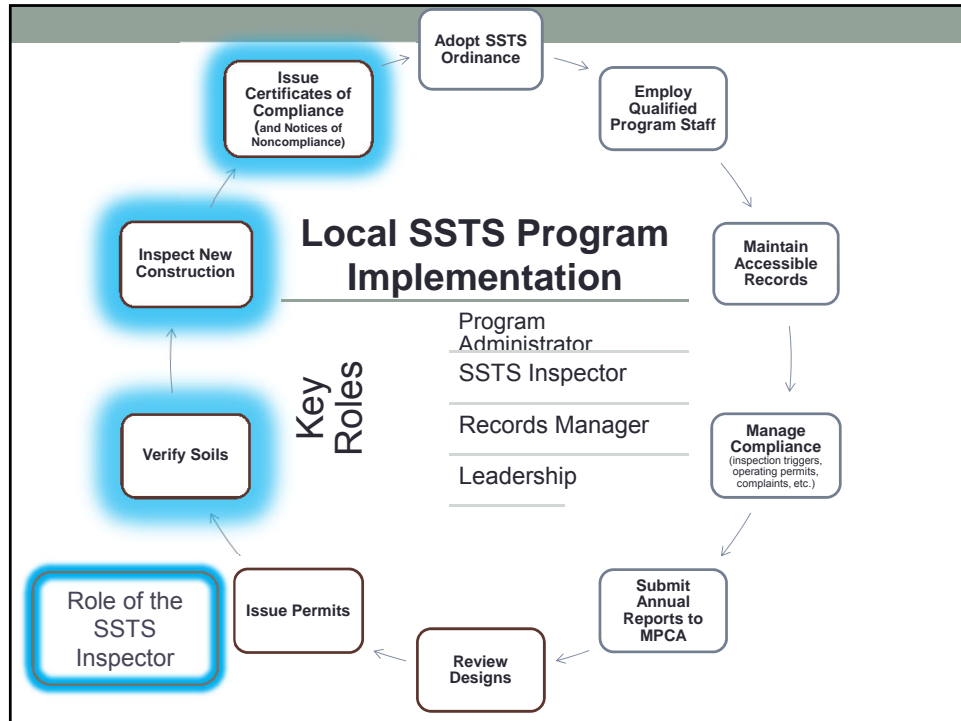 Adopt SSTS
Ordinance
Employ
Qualified
Program Staff
Maintain
Accessible
Records
Manage
Compliance
(inspection triggers,
operating permits,
complaints, etc.)
Submit
Annual
Reports to
MPCA
Review
Designs
Issue Permits
Verify Soils
Inspect New
Construction
Issue
Certificates of
Compliance
(and Notices of
Noncompliance)
Local SSTS Program
Implementation
Key
Roles
Program
Administrator
SSTS Inspector
Records Manager
Leadership
Role of the
SSTS
Inspector